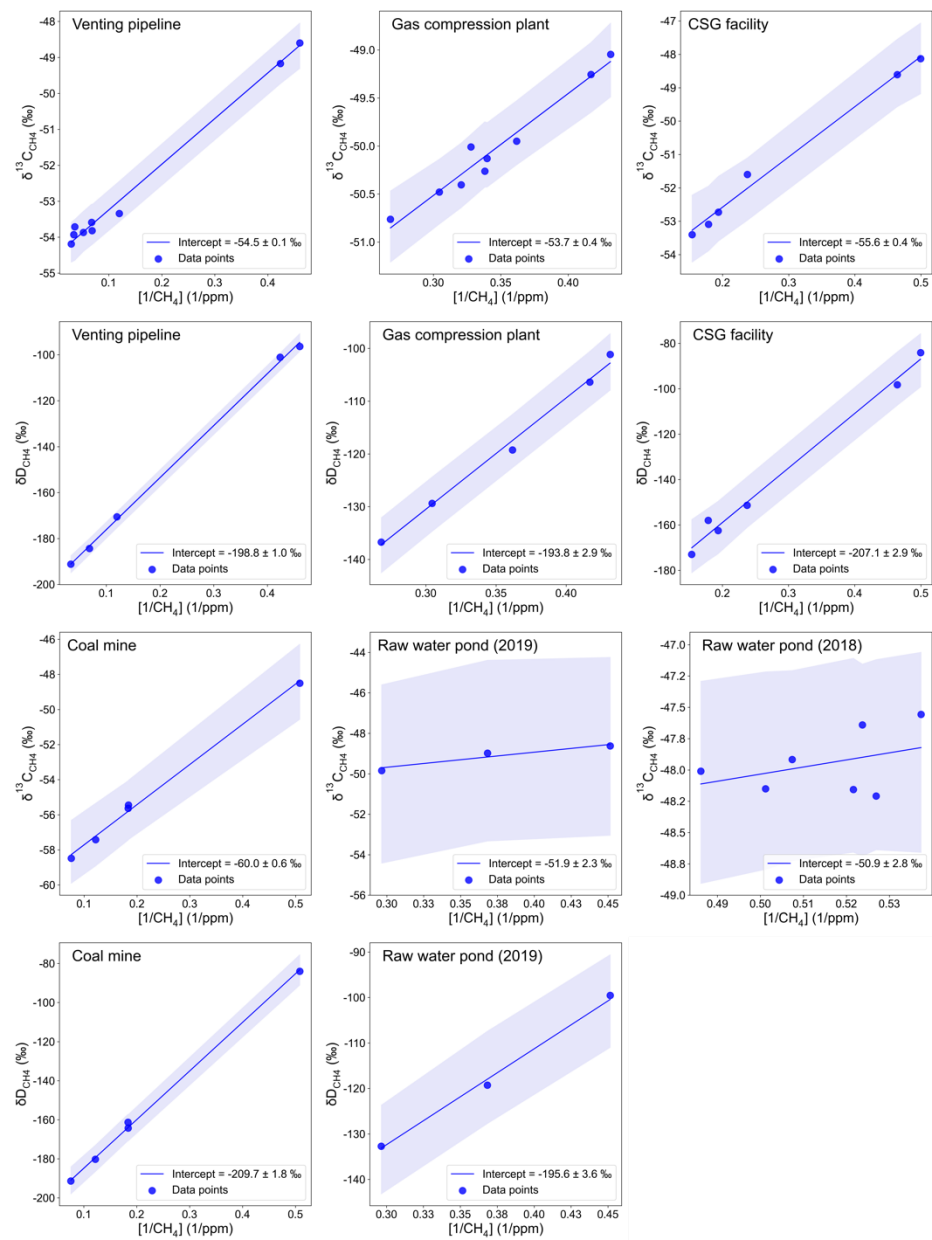 Venting pipeline
δ 13CCH4 (‰)
-48
-49
-50
-51
-52
-53
-54
-55
Intercept = -54.5 ± 0.1 ‰
Data points
0.1 0.2 0.3 0.4
[1/CH4] (1/ppm)
Gas compression plant
δ 13CCH4 (‰)
-49.0
-49.5
-50.0
-50.5
-51.0
Intercept = -53.7 ± 0.4 ‰
Data points
0.30 0.35 0.40
[1/CH4] (1/ppm)
CSG facility
δ 13CCH4 (‰)
-47
-48
-49
-50
-51
-52
-53
-54
Intercept = -55.6 ± 0.4 ‰
Data points
0.2 0.3 0.4 0.5
[1/CH4] (1/ppm)
Venting pipeline
δDCH4 (‰)
-100
-120
-140
-160
-180
-200
Intercept = -198.8 ± 1.0 ‰
Data points
0.1 0.2 0.3 0.4
[1/CH4] (1/ppm)
Gas compression plant
δDCH4 (‰)
-100
-110
-120
-130
-140
Intercept = -193.8 ± 2.9 ‰
Data points
0.30 0.35 0.40
[1/CH4] (1/ppm)
CSG facility
δDCH4 (‰)
-80
-100
-120
-140
-160
-180
Intercept = -207.1 ± 2.9 ‰
Data points
0.2 0.3 0.4 0.5
[1/CH4] (1/ppm)
Coal mine
δ 13CCH4 (‰)
-46
-48
-50
-52
-54
-56
-58
-60
Intercept = -60.0 ± 0.6 ‰
Data points
0.1 0.2 0.3 0.4 0.5
[1/CH4] (1/ppm)
Raw water pond (2019)
δ 13CCH4 (‰)
-44
-46
-48
-50
-53
-54
-56
Intercept = -51.9 ± 2.3 ‰
Data points
0.30 0.33 0.35 0.38 0.40 0.43 0.45
[1/CH4] (1/ppm)
Raw water pond (2018)
δ 13CCH4 (‰)
-47.0
-47.2
-47.5
-47.8
-48.0
-48.2
-48.5
-48.8
-49.0
Intercept = -50.9 ± 2.8 ‰
Data points
0.49 0.50 0.51 0.52 0.53
[1/CH4] (1/ppm)
Coal mine
δDCH4 (‰)
-80
-100
-120
-140
-160
-180
-200
Intercept = -209.7 ± 1.8 ‰
Data points
0.1 0.2 0.3 0.4 0.5
[1/CH4] (1/ppm)
Raw water pond (2019)
δDCH4 (‰)
-90
-100
-110
-120
-130
-140
Intercept = -195.6 ± 3.6 ‰
Data points
0.30 0.33 0.35 0.38 0.40 0.43 0.45
[1/CH4] (1/ppm)